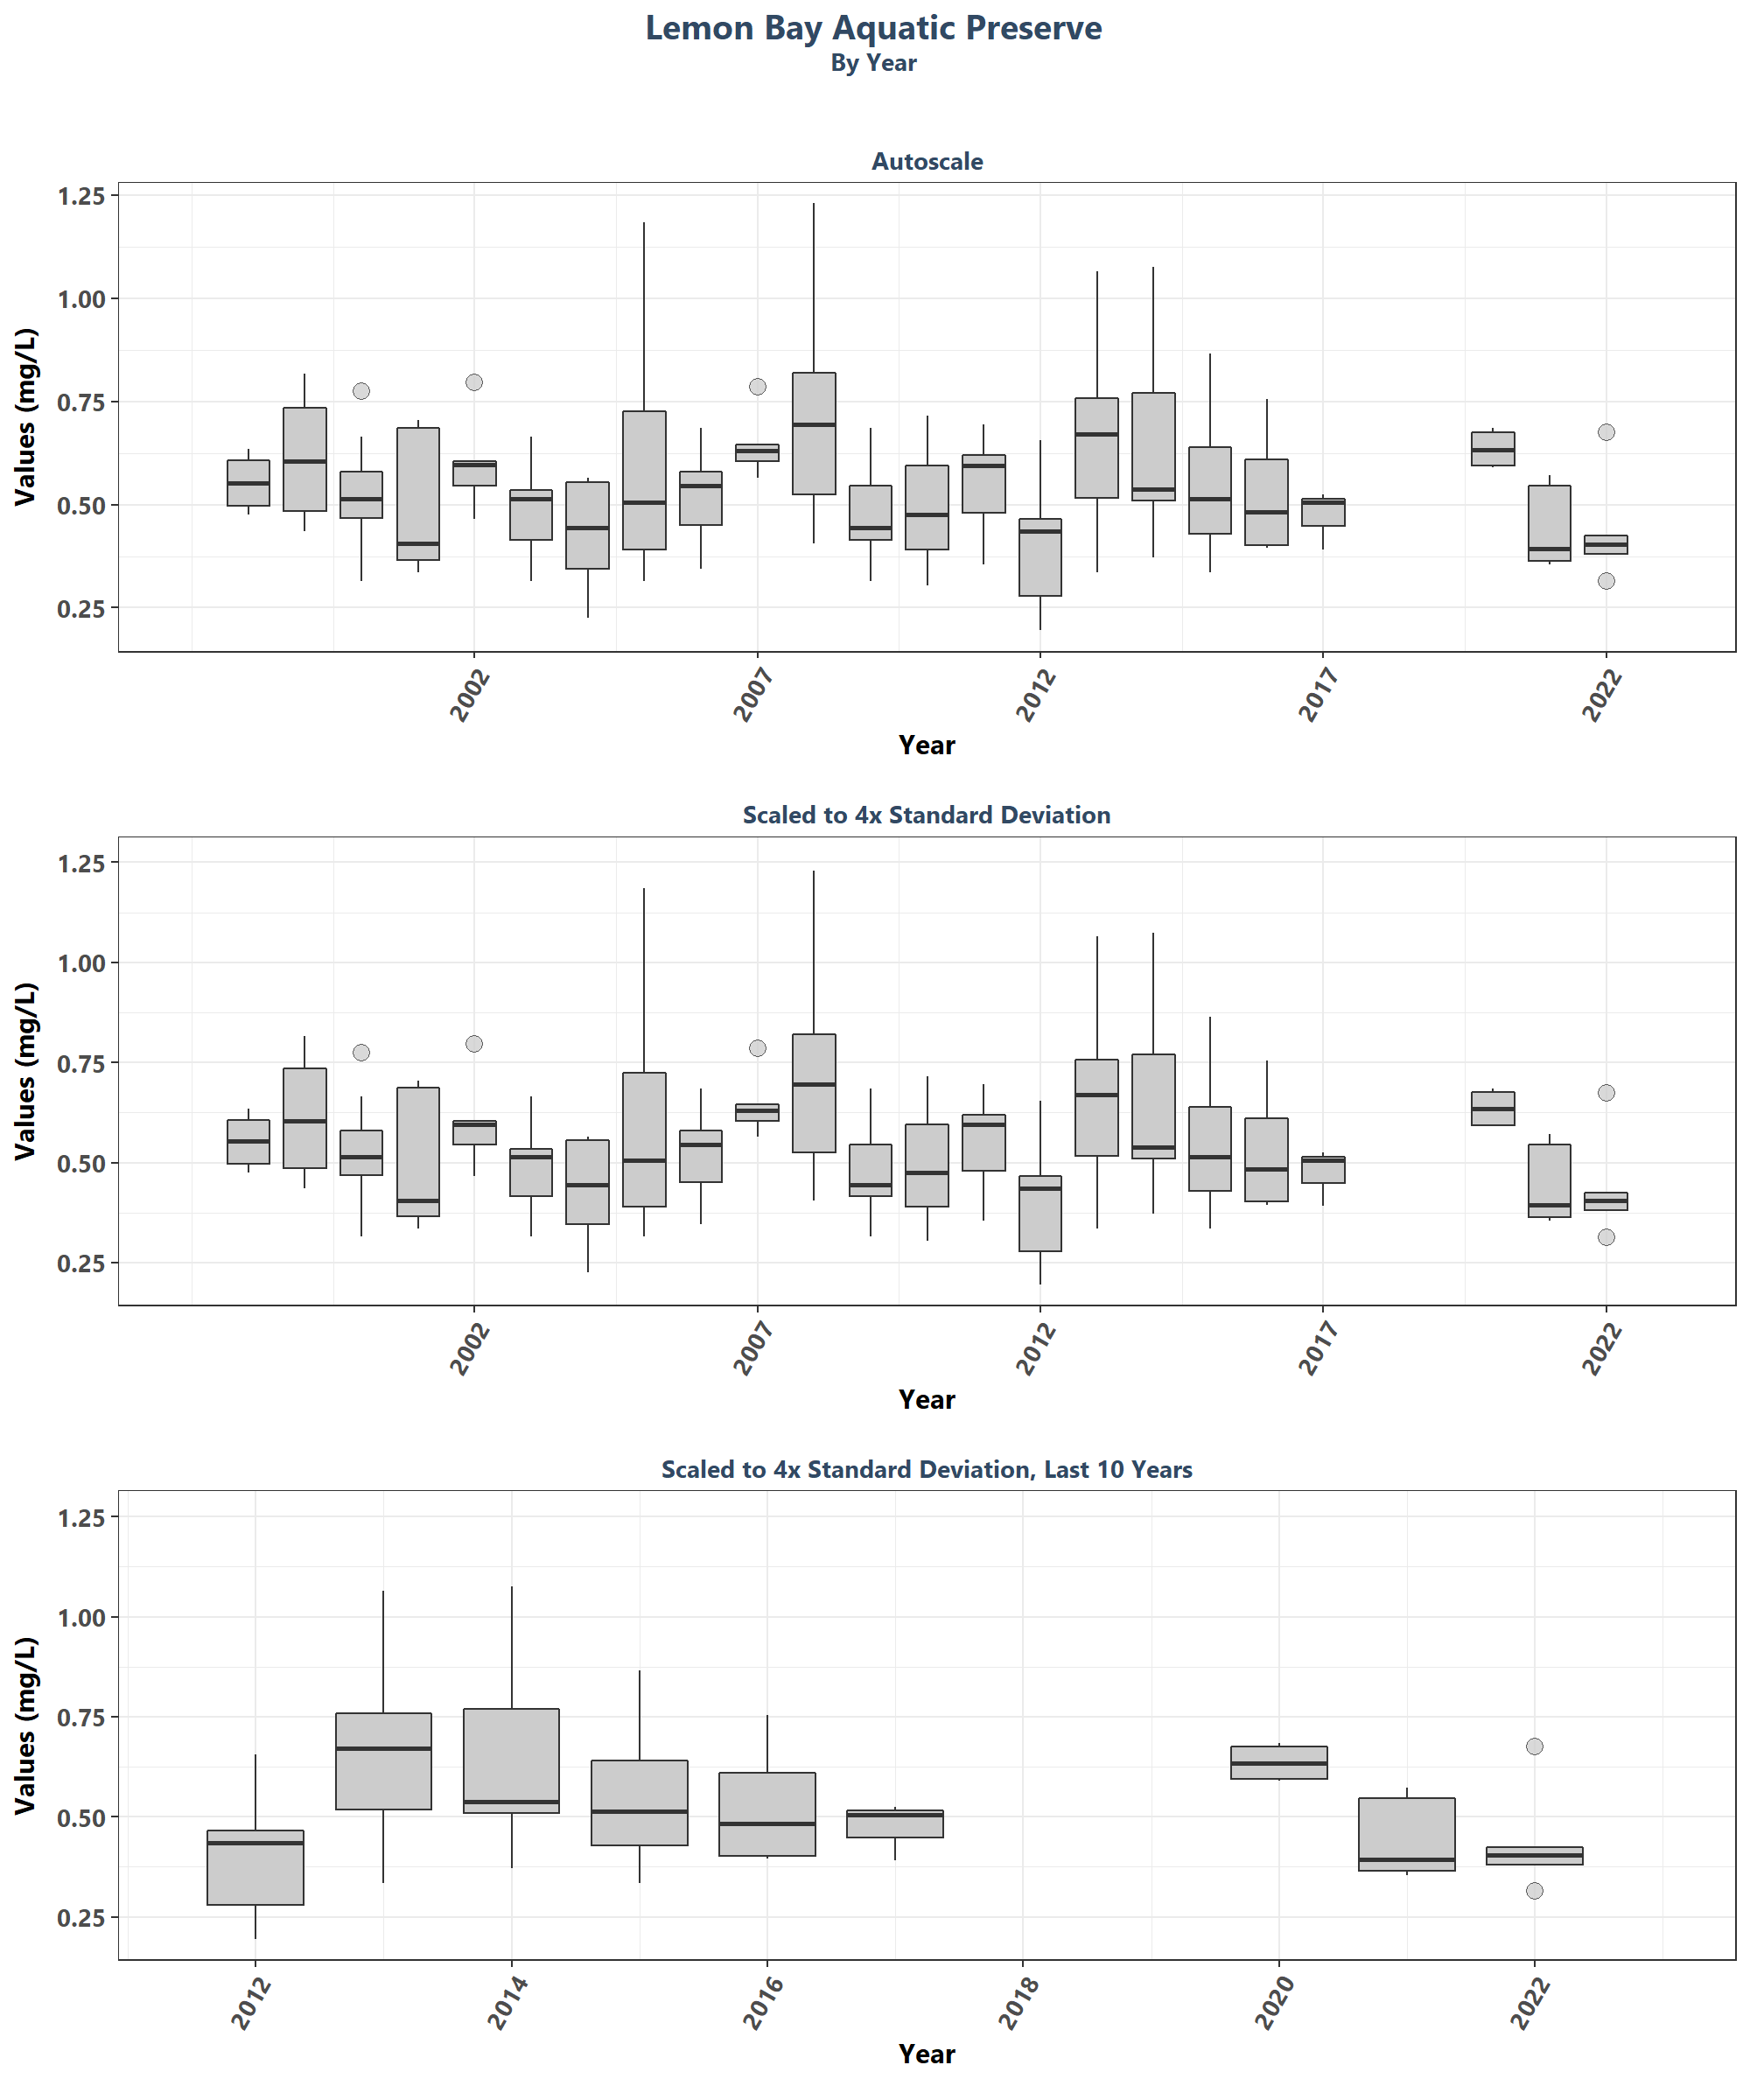 Lemon Bay Aquatic Preserve
By Year
Autoscale
Values (mg/L)
1.25
1.00
0.75
0.50
0.25
2002 2007 2012 2017 2022
Year
Scaled to 4x Standard Deviation
Values (mg/L)
1.25
1.00
0.75
0.50
0.25
2002 2007 2012 2017 2022
Year
Scaled to 4x Standard Deviation, Last 10 Years
Values (mg/L)
1.25
1.00
0.75
0.50
0.25
2012 2014 2016 2018 2020 2022
Year